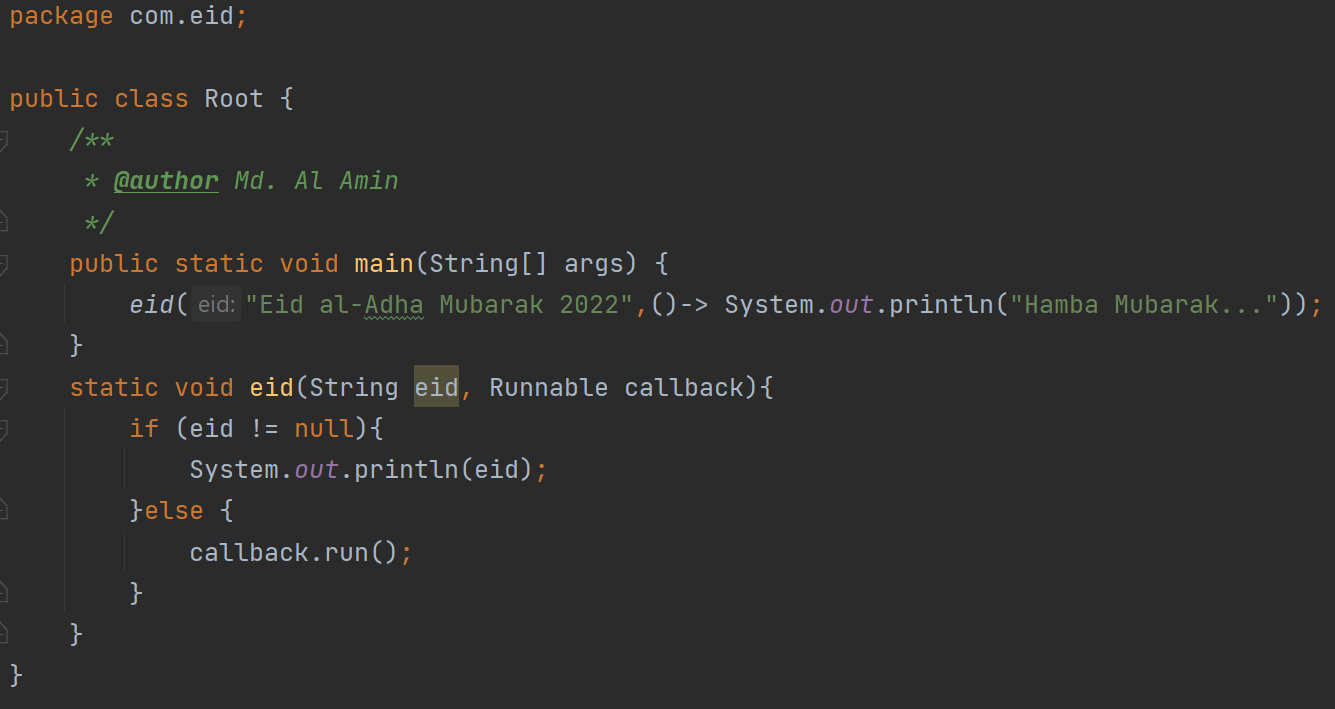 package com.eid;
public class Root {
/**
* @author Md. Al Amin
*/
public static void main(String[] args) {
eid( eid: "Eid al-Adha Mubarak 2022",()-> System.out.println("Hamba Mubarak..."));
}
static void eid(String eid, Runnable callback){
if (eid != null){
System.out.println(eid);
}else {
callback.run();
}
}
}